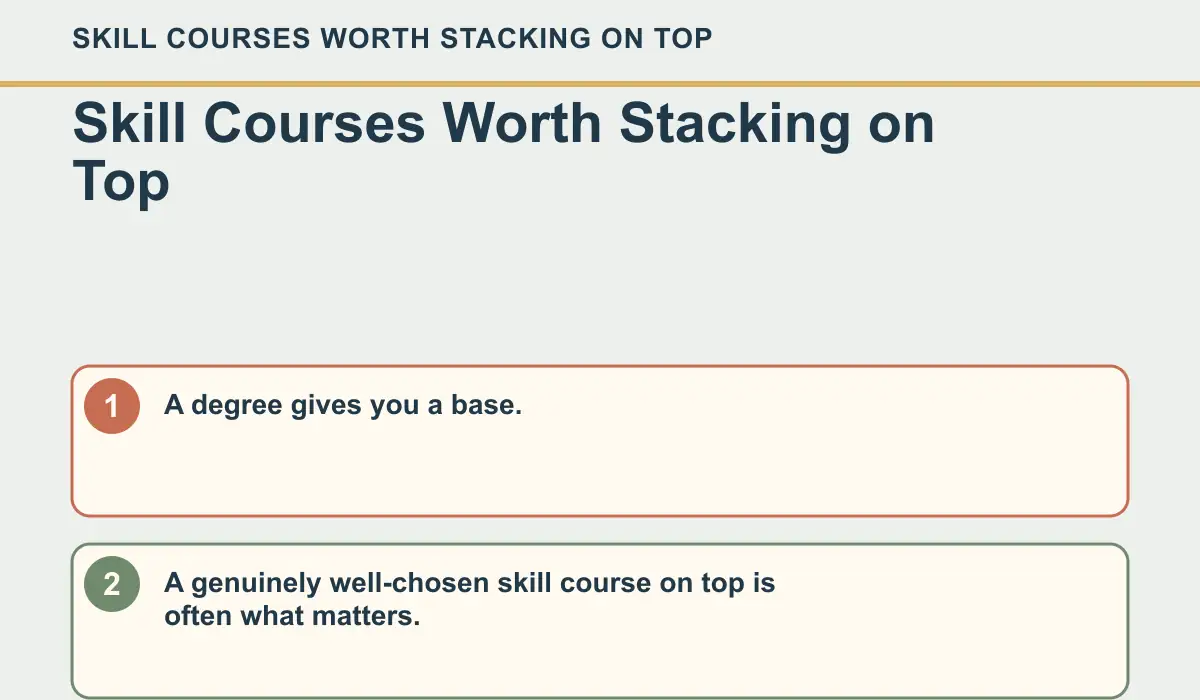 SKILL COURSES WORTH STACKING ON TOP
Skill Courses Worth Stacking on
Top
1
A degree gives you a base.
2
A genuinely well-chosen skill course on top is
often what matters.